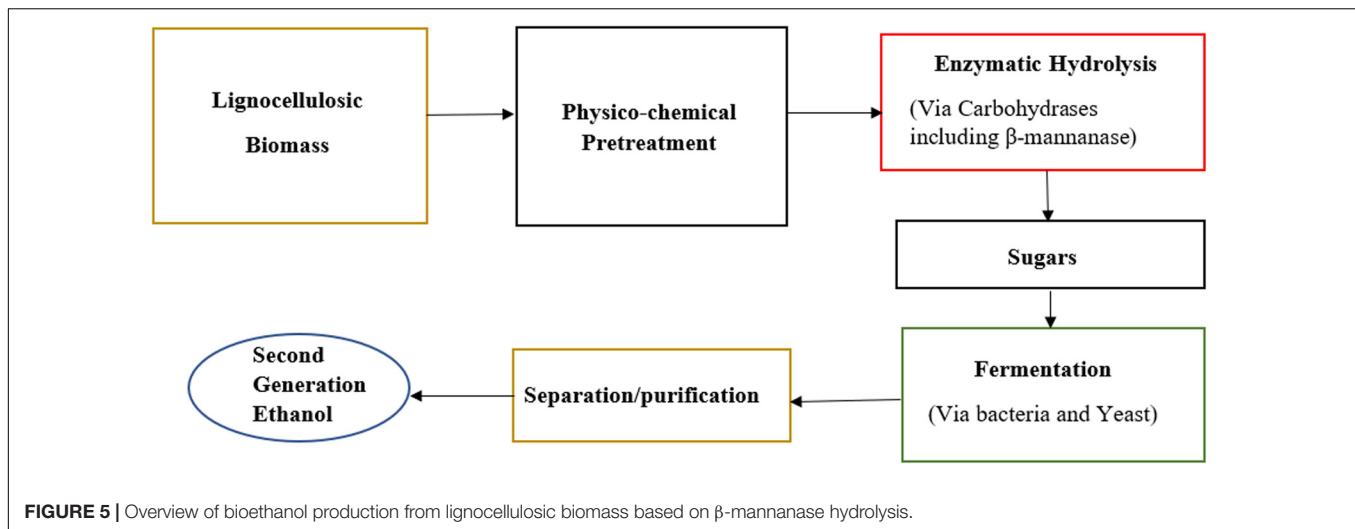 Lignocellulosic
Biomass
Physico-chemical
Pretreatment
Enzymatic Hydrolysis
(Via Carbohydrases
including β-mannanase)
Sugars
Fermentation
(Via bacteria and Yeast)
Separation/purification
Second
Generation
Ethanol
FIGURE 5 | Overview of bioethanol production from lignocellulosic biomass based on β-mannanase hydrolysis.